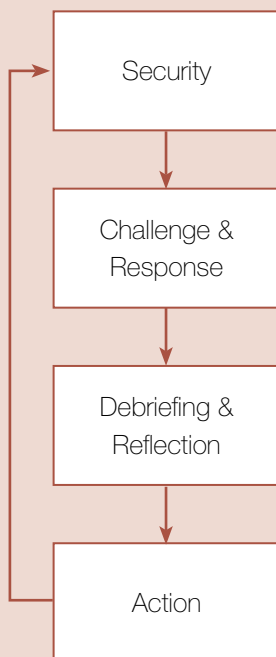 Security
Challenge &
Response
Debriefing &
Reflection
Action